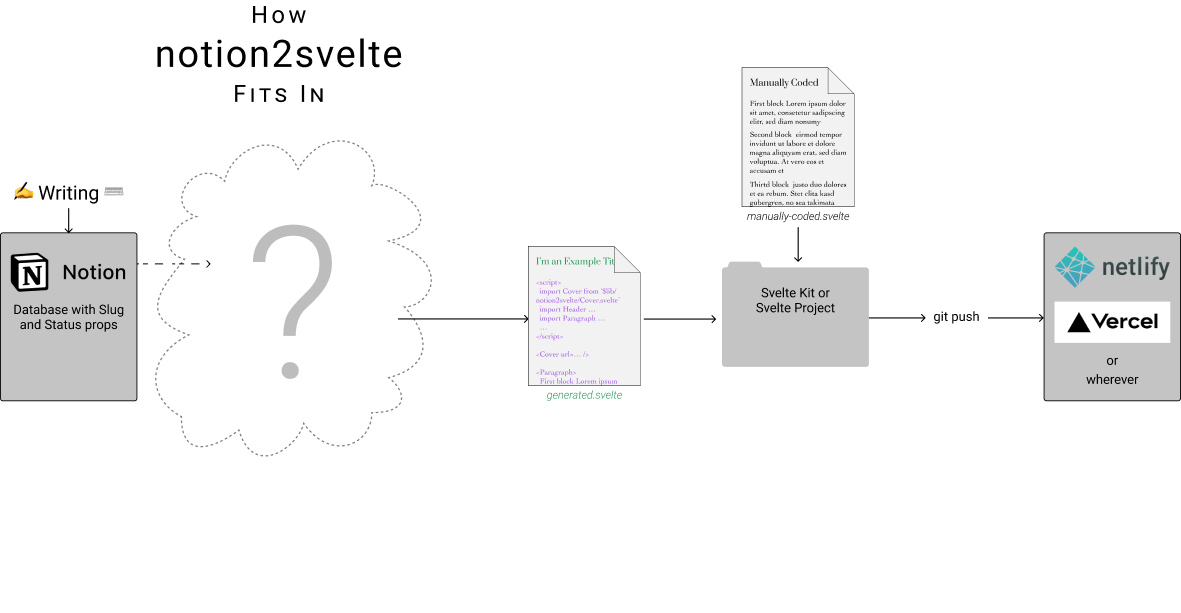 How
notion2svelte
Fits In
✍️ Writing ⌨️
Notion
Database with Slug
and Status props
?
I'm an Example Tit
<script>
import Cover from '$lib/
notion2svelte/Cover.svelte'
import Header ...
import Paragraph ...
...
</script>
<Cover url=... />
<Paragraph>
First block Lorem ipsum
generated.svelte
Manually Coded
First block Lorem ipsum dolor
sit amet, consetetur sadipscing
elitr, sed diam nonumy
Second block eirmod tempor
invidunt ut labore et dolore
magna aliquyam erat, sed diam
voluptua. At vero eos et
accusam et
Thirtd block justo duo dolores
et ea rebum. Stet clita kasd
gubergren, no sea takimata
manually-coded.svelte
Svelte Kit or
Svelte Project
git push
netlify
Vercel
or
wherever